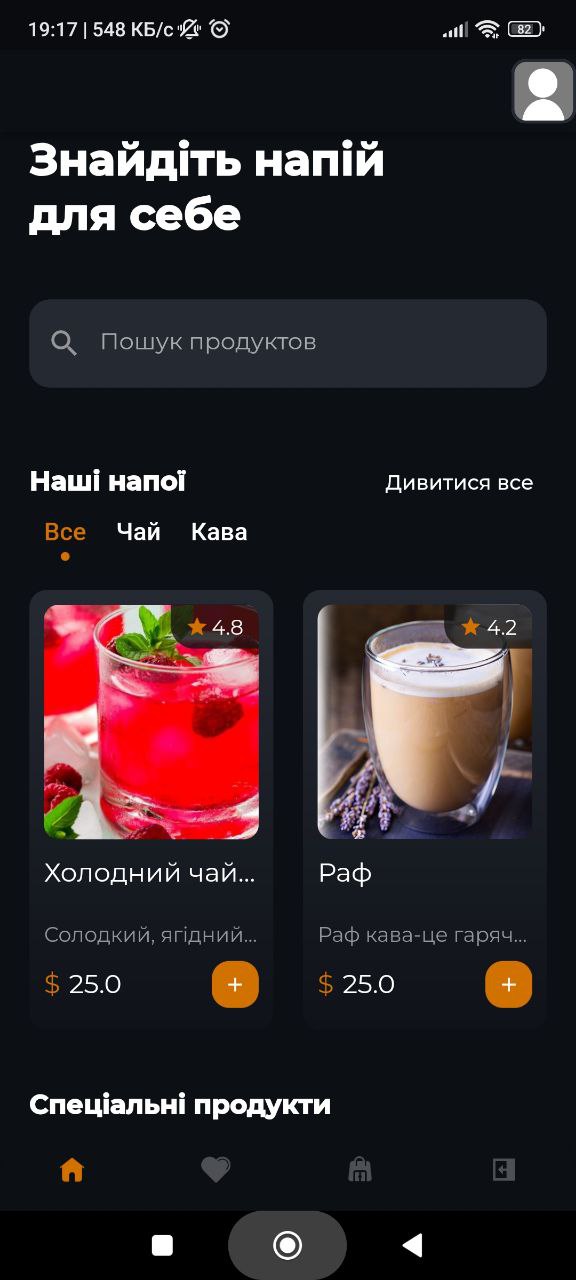 19:17 | 548 КБ/с
82
Знайдіть напій
для себе
Пошук продуктов
Наші напої
Дивитися все
Все Чай Кава
4.8
4.2
Холодний чай...
Раф
Солодкий, ягідний...
Раф кава-це гаряч...
$ 25.0
+
$ 25.0
+
Спеціальні продукти